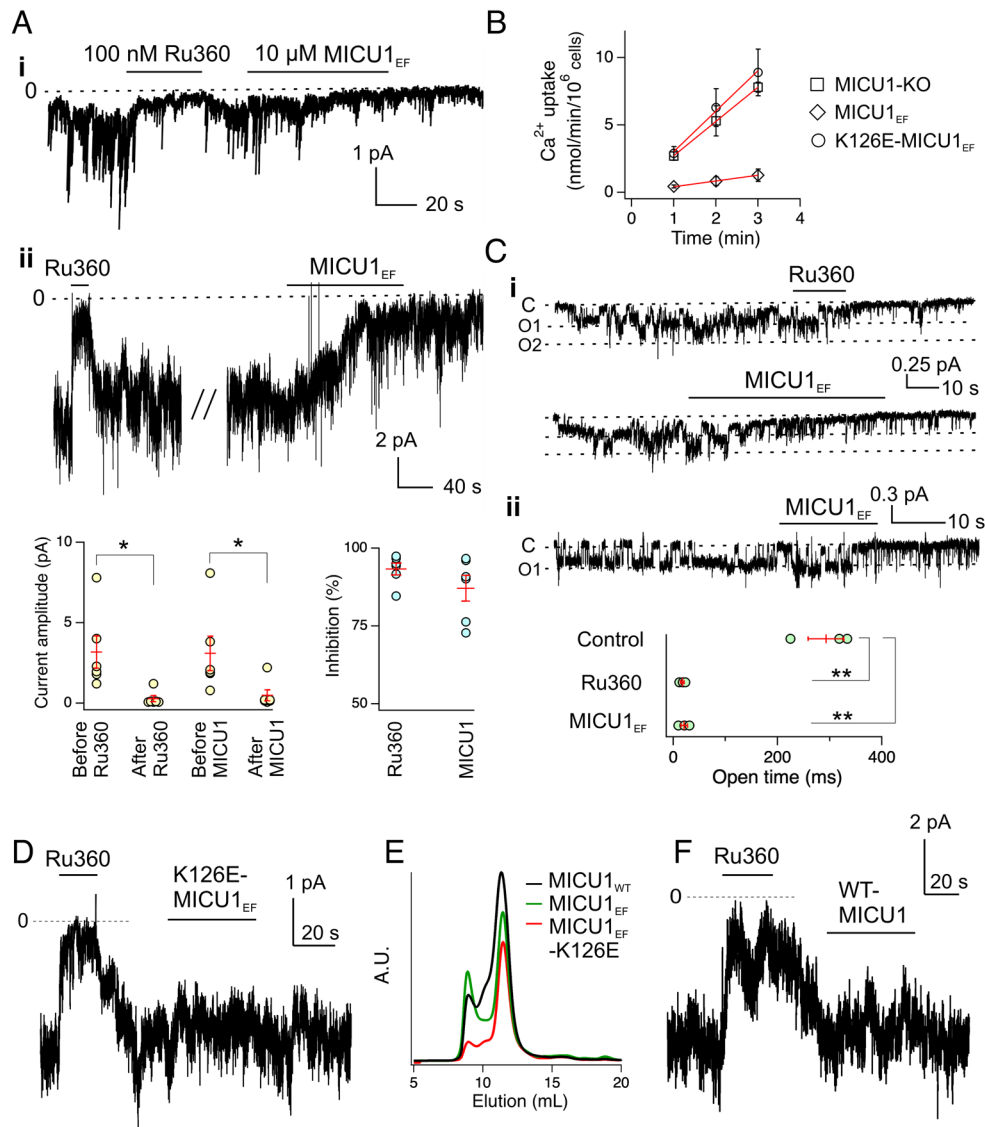 A
i
100 nM Ru360
10 µM MICU1EF
0
1 pA
20 s
ii
Ru360
MICU1EF
0
//
2 pA
40 s
Current amplitude (pA)
10
5
0
*
*
Before Ru360
After Ru360
Before MICU1
After MICU1
Inhibition (%)
100
75
50
Ru360
MICU1
B
Ca2+ uptake
(nmol/min/106 cells)
10
5
0
0 1 2 3 4
Time (min)
MICU1-KO
MICU1EF
K126E-MICU1EF
C
i
Ru360
C
O1
O2
0.25 pA
10 s
MICU1EF
ii
MICU1EF
0.3 pA
10 s
C
O1
Control
Ru360
MICU1EF
**
**
0 200 400
Open time (ms)
D
Ru360
K126E-
MICU1EF
0
1 pA
20 s
E
MICU1WT
MICU1EF
MICU1EF
-K126E
A.U.
5 10 15 20
Elution (mL)
F
Ru360
0
WT-
MICU1
2 pA
20 s